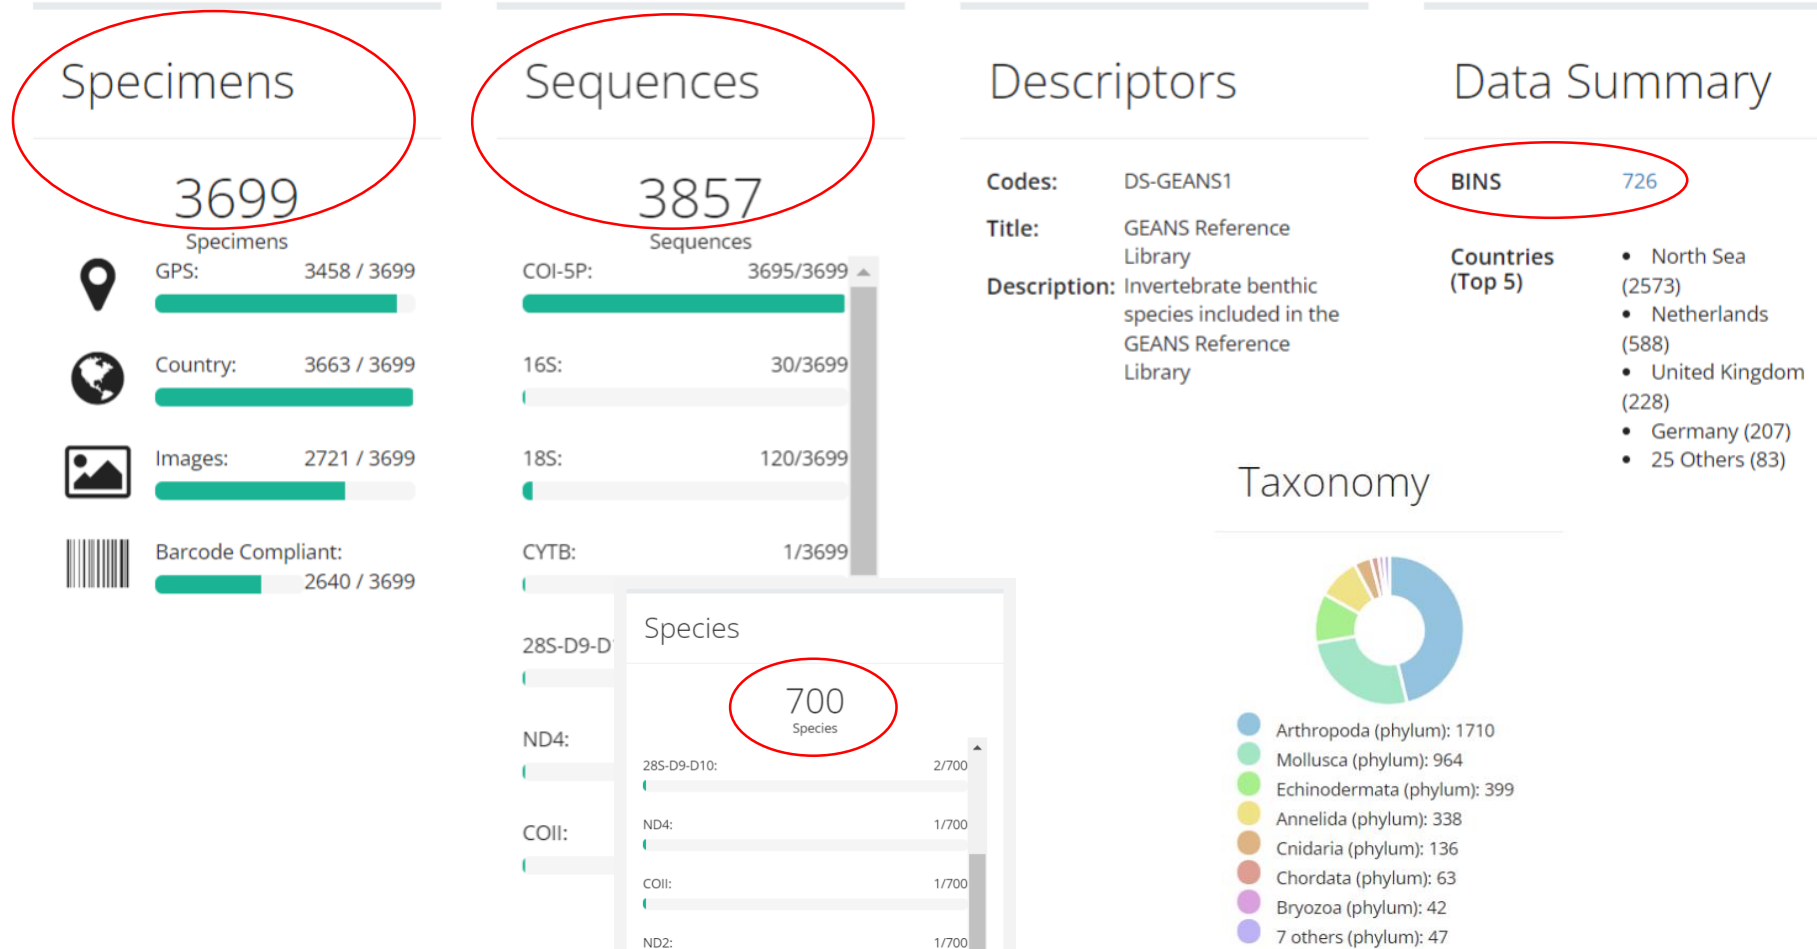 Specimens
3699
Specimens
GPS: 3458 / 3699
Country: 3663 / 3699
Images: 2721 / 3699
Barcode Compliant:
2640 / 3699
Sequences
3857
Sequences
COI-5P: 3695/3699
16S: 30/3699
18S: 120/3699
CYTB: 1/3699
28S-D9-D
ND4:
COII:
Species
700
Species
28S-D9-D10: 2/700
ND4: 1/700
COII: 1/700
ND2: 1/700
Descriptors
Codes: DS-GEANS1
Title: GEANS Reference
Library
Description: Invertebrate benthic
species included in the
GEANS Reference
Library
Data Summary
BINS 726
Countries
(Top 5)
• North Sea
(2573)
• Netherlands
(588)
• United Kingdom
(228)
• Germany (207)
• 25 Others (83)
Taxonomy
Arthropoda (phylum): 1710
Mollusca (phylum): 964
Echinodermata (phylum): 399
Annelida (phylum): 338
Cnidaria (phylum): 136
Chordata (phylum): 63
Bryozoa (phylum): 42
7 others (phylum): 47